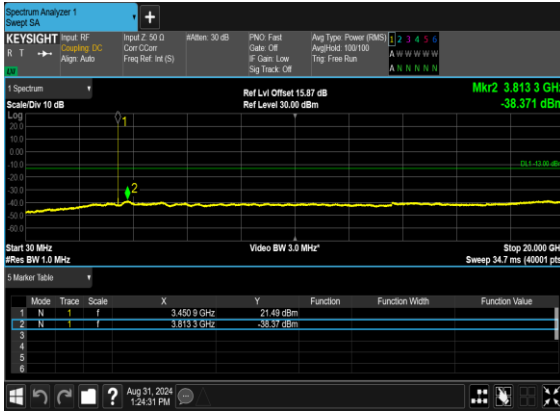 Spectrum Analyzer 1
Swept SA
+
KEYSIGHT Input: RF Input Z: 50 Ω #Atten: 30 dB PNO: Fast Avg Type: Power (RMS) 1 2 3 4 5 6
R T Coupling: DC Corr CCorr Gate: Off Avg|Hold: 100/100 A W W W W W
Align: Auto Freq Ref: Int (S) IF Gain: Low Trig: Free Run
Sig Track: Off A N N N N N
1 Spectrum
Mkr2 3.813 3 GHz
Ref Lvl Offset 15.87 dB
Scale/Div 10 dB Ref Level 30.00 dBm -38.371 dBm
Log
20.0
10.0
0.00
-10.0
DL1 -13.00 dBm
-20.0
-30.0
-40.0
-50.0
-60.0
1
2
Start 30 MHz Video BW 3.0 MHz* Stop 20.000 GHz
#Res BW 1.0 MHz Sweep 34.7 ms (40001 pts)
5 Marker Table
Mode Trace Scale X Y Function Function Width Function Value
1 N 1 f 3.450 9 GHz 21.49 dBm
2 N 1 f 3.813 3 GHz -38.37 dBm
3
4
5
6
? Aug 31, 2024
1:24:31 PM